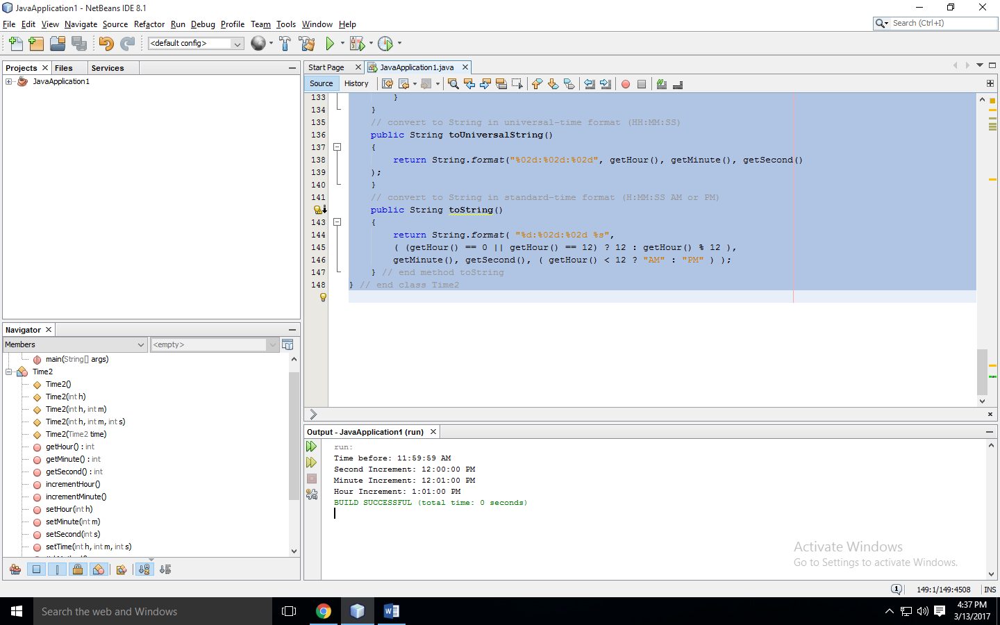 JavaApplication1 - NetBeans IDE 8.1
File Edit View Navigate Source Refactor Run Debug Profile Team Tools Window Help
Search (Ctrl+I)
<default config>
Projects Files Services
JavaApplication1
Start Page JavaApplication1.java
Source History
133 }
134 }
135 // convert to String in universal-time format (HH:MM:SS)
136 public String toUniversalString()
137 {
138 return String.format("%02d:%02d:%02d", getHour(), getMinute(), getSecond()
139 );
140 }
141 // convert to String in standard-time format (H:MM:SS AM or PM)
public String toString()
143 {
144 return String.format( "%d:%02d:%02d %s",
145 ( (getHour() == 0 || getHour() == 12) ? 12 : getHour() % 12 ),
146 getMinute(), getSecond(), ( getHour() < 12 ? "AM" : "PM" ) );
147 } // end method toString
148 } // end class Time2
Navigator
Members <empty>
main(String[] args)
Time2
Time2()
Time2(int h)
Time2(int h, int m)
Time2(int h, int m, int s)
Time2(Time2 time)
getHour() : int
getMinute() : int
getSecond() : int
incrementHour()
incrementMinute()
setHour(int h)
setMinute(int m)
setSecond(int s)
setTime(int h, int m, int s)
Output - JavaApplication1 (run)
run:
Time before: 11:59:59 AM
Second Increment: 12:00:00 PM
Minute Increment: 12:01:00 PM
Hour Increment: 1:01:00 PM
BUILD SUCCESSFUL (total time: 0 seconds)
Activate Windows
Go to Settings to activate Windows.
1 149:1/149:4508 INS
Search the web and Windows
4:37 PM
3/13/2017